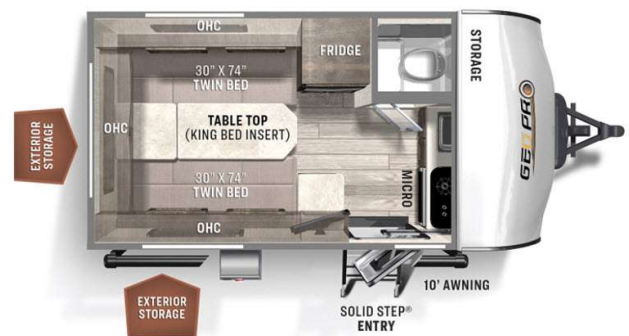 OHC
FRIDGE
STORAGE
30" X 74"
TWIN BED
OHC
TABLE TOP
(KING BED INSERT)
EXTERIOR
STORAGE
GEO PRO
30" X 74"
TWIN BED
MICRO
OHC
10' AWNING
EXTERIOR
STORAGE
SOLID STEP®
ENTRY